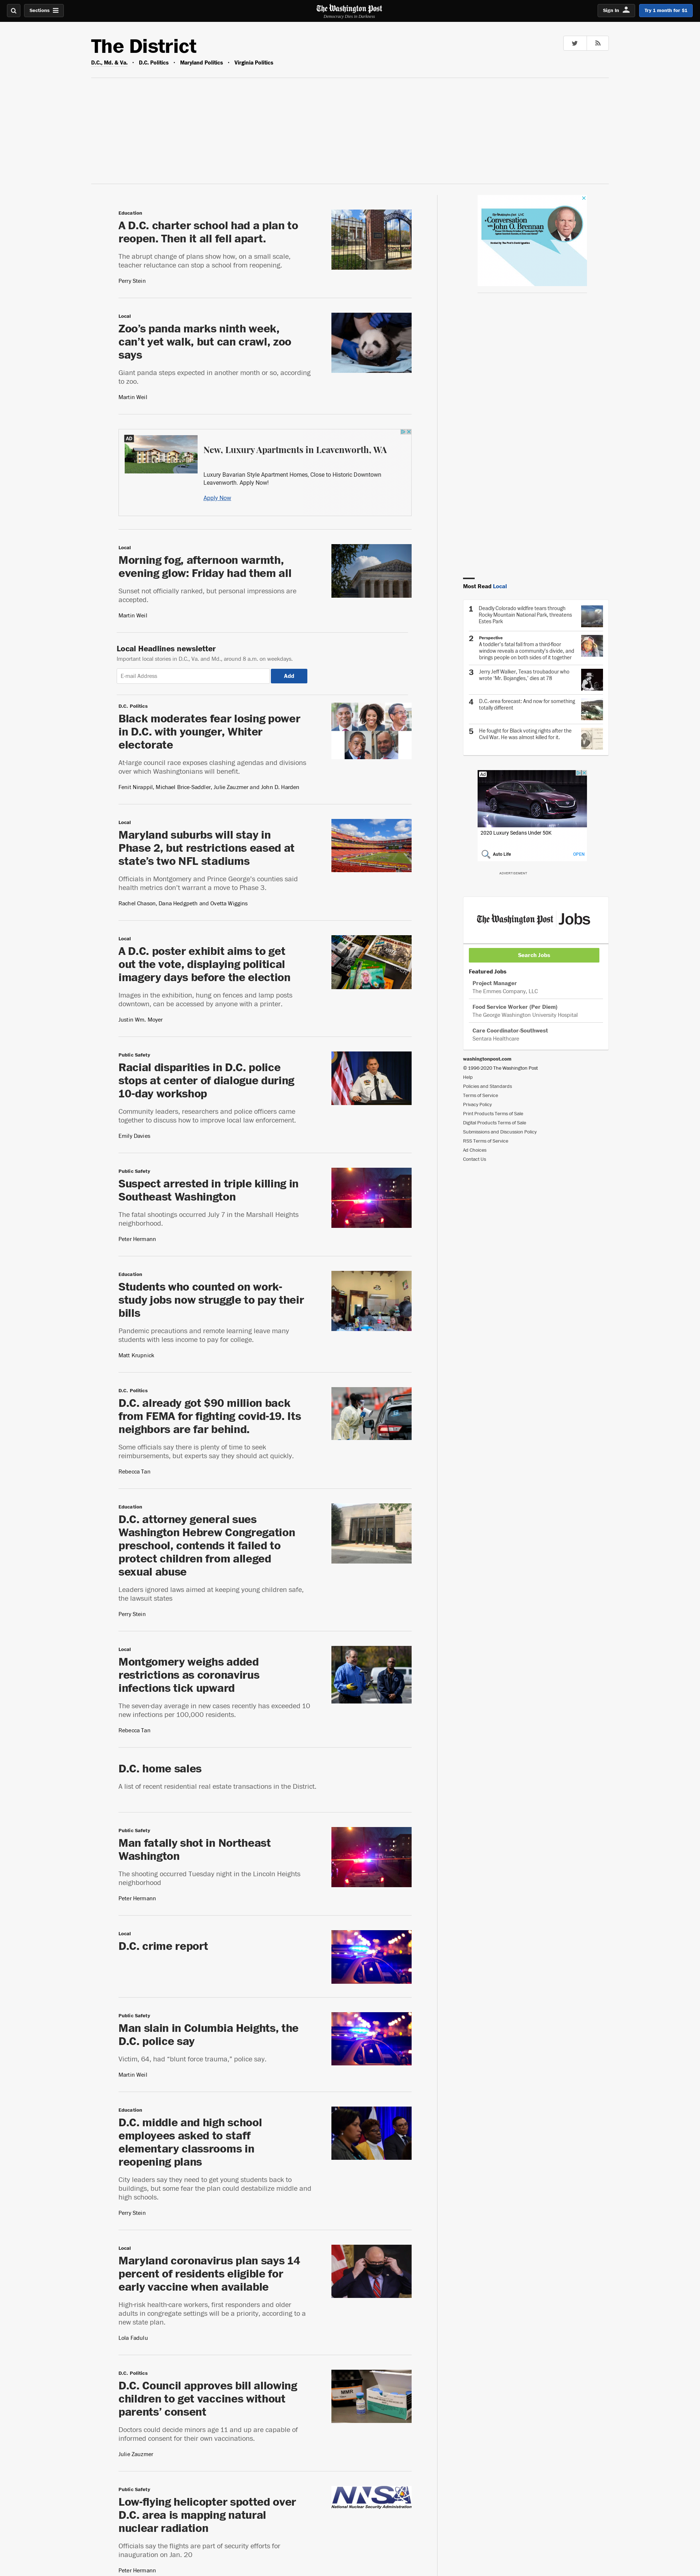 Sections
The Washington Post
Democracy Dies in Darkness
Sign In
Try 1 month for $1
The District
D.C., Md. & Va. • D.C. Politics • Maryland Politics • Virginia Politics
Education
A D.C. charter school had a plan to
reopen. Then it all fell apart.
The abrupt change of plans show how, on a small scale,
teacher reluctance can stop a school from reopening.
Perry Stein
Local
Zoo’s panda marks ninth week,
can’t yet walk, but can crawl, zoo
says
Giant panda steps expected in another month or so, according
to zoo.
Martin Weil
AD
New, Luxury Apartments in Leavenworth, WA
Luxury Bavarian Style Apartment Homes, Close to Historic Downtown
Leavenworth. Apply Now!
Apply Now
Local
Morning fog, afternoon warmth,
evening glow: Friday had them all
Sunset not officially ranked, but personal impressions are
accepted.
Martin Weil
Local Headlines newsletter
Important local stories in D.C., Va. and Md., around 8 a.m. on weekdays.
E-mail Address
Add
D.C. Politics
Black moderates fear losing power
in D.C. with younger, Whiter
electorate
At-large council race exposes clashing agendas and divisions
over which Washingtonians will benefit.
Fenit Nirappil, Michael Brice-Saddler, Julie Zauzmer and John D. Harden
Local
Maryland suburbs will stay in
Phase 2, but restrictions eased at
state’s two NFL stadiums
Officials in Montgomery and Prince George’s counties said
health metrics don’t warrant a move to Phase 3.
Rachel Chason, Dana Hedgpeth and Ovetta Wiggins
Local
A D.C. poster exhibit aims to get
out the vote, displaying political
imagery days before the election
Images in the exhibition, hung on fences and lamp posts
downtown, can be accessed by anyone with a printer.
Justin Wm. Moyer
Public Safety
Racial disparities in D.C. police
stops at center of dialogue during
10-day workshop
Community leaders, researchers and police officers came
together to discuss how to improve local law enforcement.
Emily Davies
Public Safety
Suspect arrested in triple killing in
Southeast Washington
The fatal shootings occurred July 7 in the Marshall Heights
neighborhood.
Peter Hermann
Education
Students who counted on work-
study jobs now struggle to pay their
bills
Pandemic precautions and remote learning leave many
students with less income to pay for college.
Matt Krupnick
D.C. Politics
D.C. already got $90 million back
from FEMA for fighting covid-19. Its
neighbors are far behind.
Some officials say there is plenty of time to seek
reimbursements, but experts say they should act quickly.
Rebecca Tan
Education
D.C. attorney general sues
Washington Hebrew Congregation
preschool, contends it failed to
protect children from alleged
sexual abuse
Leaders ignored laws aimed at keeping young children safe,
the lawsuit states
Perry Stein
Local
Montgomery weighs added
restrictions as coronavirus
infections tick upward
The seven-day average in new cases recently has exceeded 10
new infections per 100,000 residents.
Rebecca Tan
D.C. home sales
A list of recent residential real estate transactions in the District.
Public Safety
Man fatally shot in Northeast
Washington
The shooting occurred Tuesday night in the Lincoln Heights
neighborhood
Peter Hermann
Local
D.C. crime report
Public Safety
Man slain in Columbia Heights, the
D.C. police say
Victim, 64, had "blunt force trauma," police say.
Martin Weil
Education
D.C. middle and high school
employees asked to staff
elementary classrooms in
reopening plans
City leaders say they need to get young students back to
buildings, but some fear the plan could destabilize middle and
high schools.
Perry Stein
Local
Maryland coronavirus plan says 14
percent of residents eligible for
early vaccine when available
High-risk health-care workers, first responders and older
adults in congregate settings will be a priority, according to a
new state plan.
Lola Fadulu
D.C. Politics
D.C. Council approves bill allowing
children to get vaccines without
parents’ consent
Doctors could decide minors age 11 and up are capable of
informed consent for their own vaccinations.
Julie Zauzmer
MMR
Public Safety
Low-flying helicopter spotted over
D.C. area is mapping natural
nuclear radiation
Officials say the flights are part of security efforts for
inauguration on Jan. 20
Peter Hermann
NNSA
National Nuclear Security Administration
Conversation
with John O. Brennan
Most Read Local
1 Deadly Colorado wildfire tears through
Rocky Mountain National Park, threatens
Estes Park
2 Perspective
A toddler’s fatal fall from a third-floor
window reveals a community’s divide, and
brings people on both sides of it together
3 Jerry Jeff Walker, Texas troubadour who
wrote ‘Mr. Bojangles,’ dies at 78
4 D.C.-area forecast: And now for something
totally different
5 He fought for Black voting rights after the
Civil War. He was almost killed for it.
AD
2020 Luxury Sedans Under 50K
Auto Life
OPEN
ADVERTISEMENT
The Washington Post Jobs
Search Jobs
Featured Jobs
Project Manager
The Emmes Company, LLC
Food Service Worker (Per Diem)
The George Washington University Hospital
Care Coordinator-Southwest
Sentara Healthcare
washingtonpost.com
© 1996-2020 The Washington Post
Help
Policies and Standards
Terms of Service
Privacy Policy
Print Products Terms of Sale
Digital Products Terms of Sale
Submissions and Discussion Policy
RSS Terms of Service
Ad Choices
Contact Us